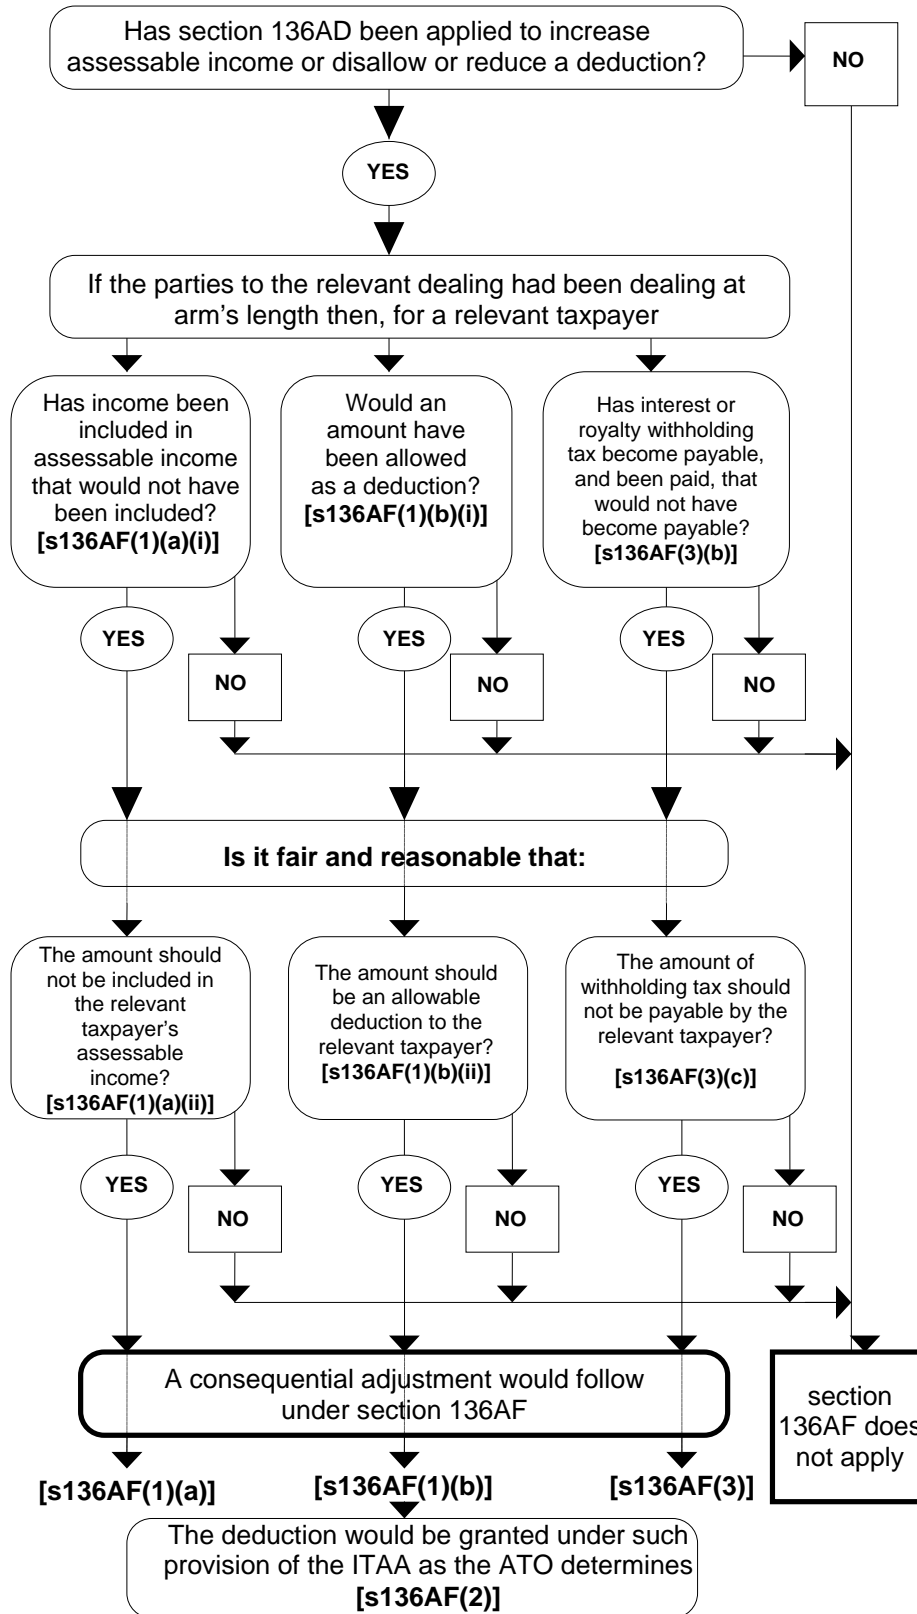 Has section 136AD been applied to increase
assessable income or disallow or reduce a deduction?
NO
YES
If the parties to the relevant dealing had been dealing at
arm's length then, for a relevant taxpayer
Has income been
included in
assessable income
that would not have
been included?
[s136AF(1)(a)(i)]
Would an
amount have
been allowed
as a deduction?
[s136AF(1)(b)(i)]
Has interest or
royalty withholding
tax become payable,
and been paid, that
would not have
become payable?
[s136AF(3)(b)]
YES
NO
YES
NO
YES
NO
Is it fair and reasonable that:
The amount should
not be included in
the relevant
taxpayer's
assessable
income?
[s136AF(1)(a)(ii)]
The amount should
be an allowable
deduction to the
relevant taxpayer?
[s136AF(1)(b)(ii)]
The amount of
withholding tax should
not be payable by the
relevant taxpayer?
[s136AF(3)(c)]
YES
NO
YES
NO
YES
NO
A consequential adjustment would follow
under section 136AF
section
136AF does
not apply
[s136AF(1)(a)]
[s136AF(1)(b)]
[s136AF(3)]
The deduction would be granted under such
provision of the ITAA as the ATO determines
[s136AF(2)]